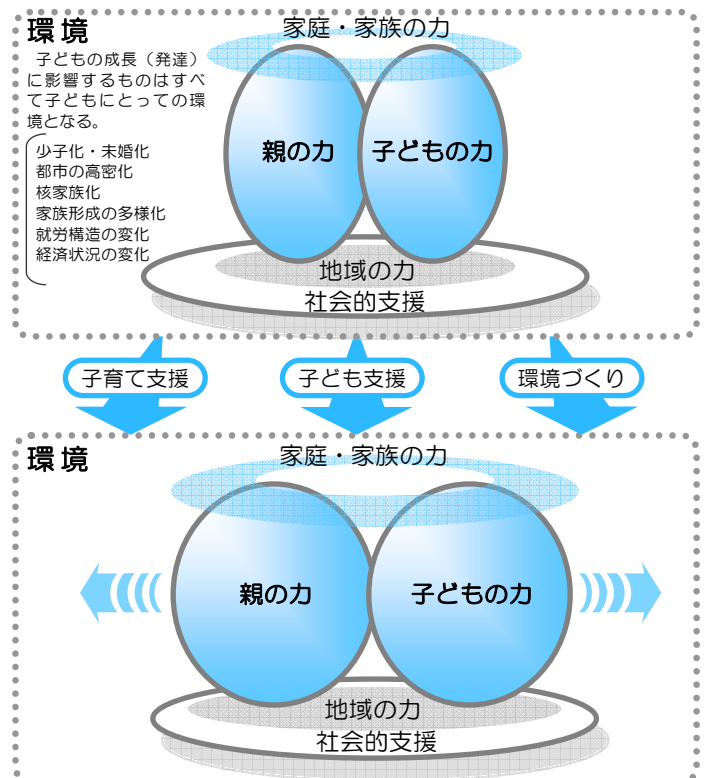 環境
家庭・家族の力
子どもの成長（発達）
に影響するものはすべ
て子どもにとっての環
境となる。
少子化・未婚化
都市の高密化
核家族化
家族形成の多様化
就労構造の変化
経済状況の変化
親の力
子どもの力
地域の力
社会的支援
子育て支援
子ども支援
環境づくり
環境
家庭・家族の力
親の力
子どもの力
地域の力
社会的支援